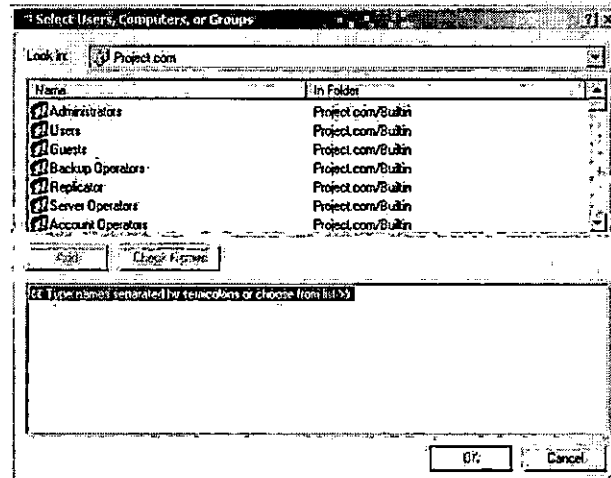 Select Users, Computers, or Groups
Look in: Project.com
Name In Folder
Administrators Project.com/Builtin
Users Project.com/Builtin
Guests Project.com/Builtin
Backup Operators Project.com/Builtin
Replicator Project.com/Builtin
Server Operators Project.com/Builtin
Account Operators Project.com/Builtin
Add Check Names
<< Type names separated by semicolons or choose from list >>
OK Cancel